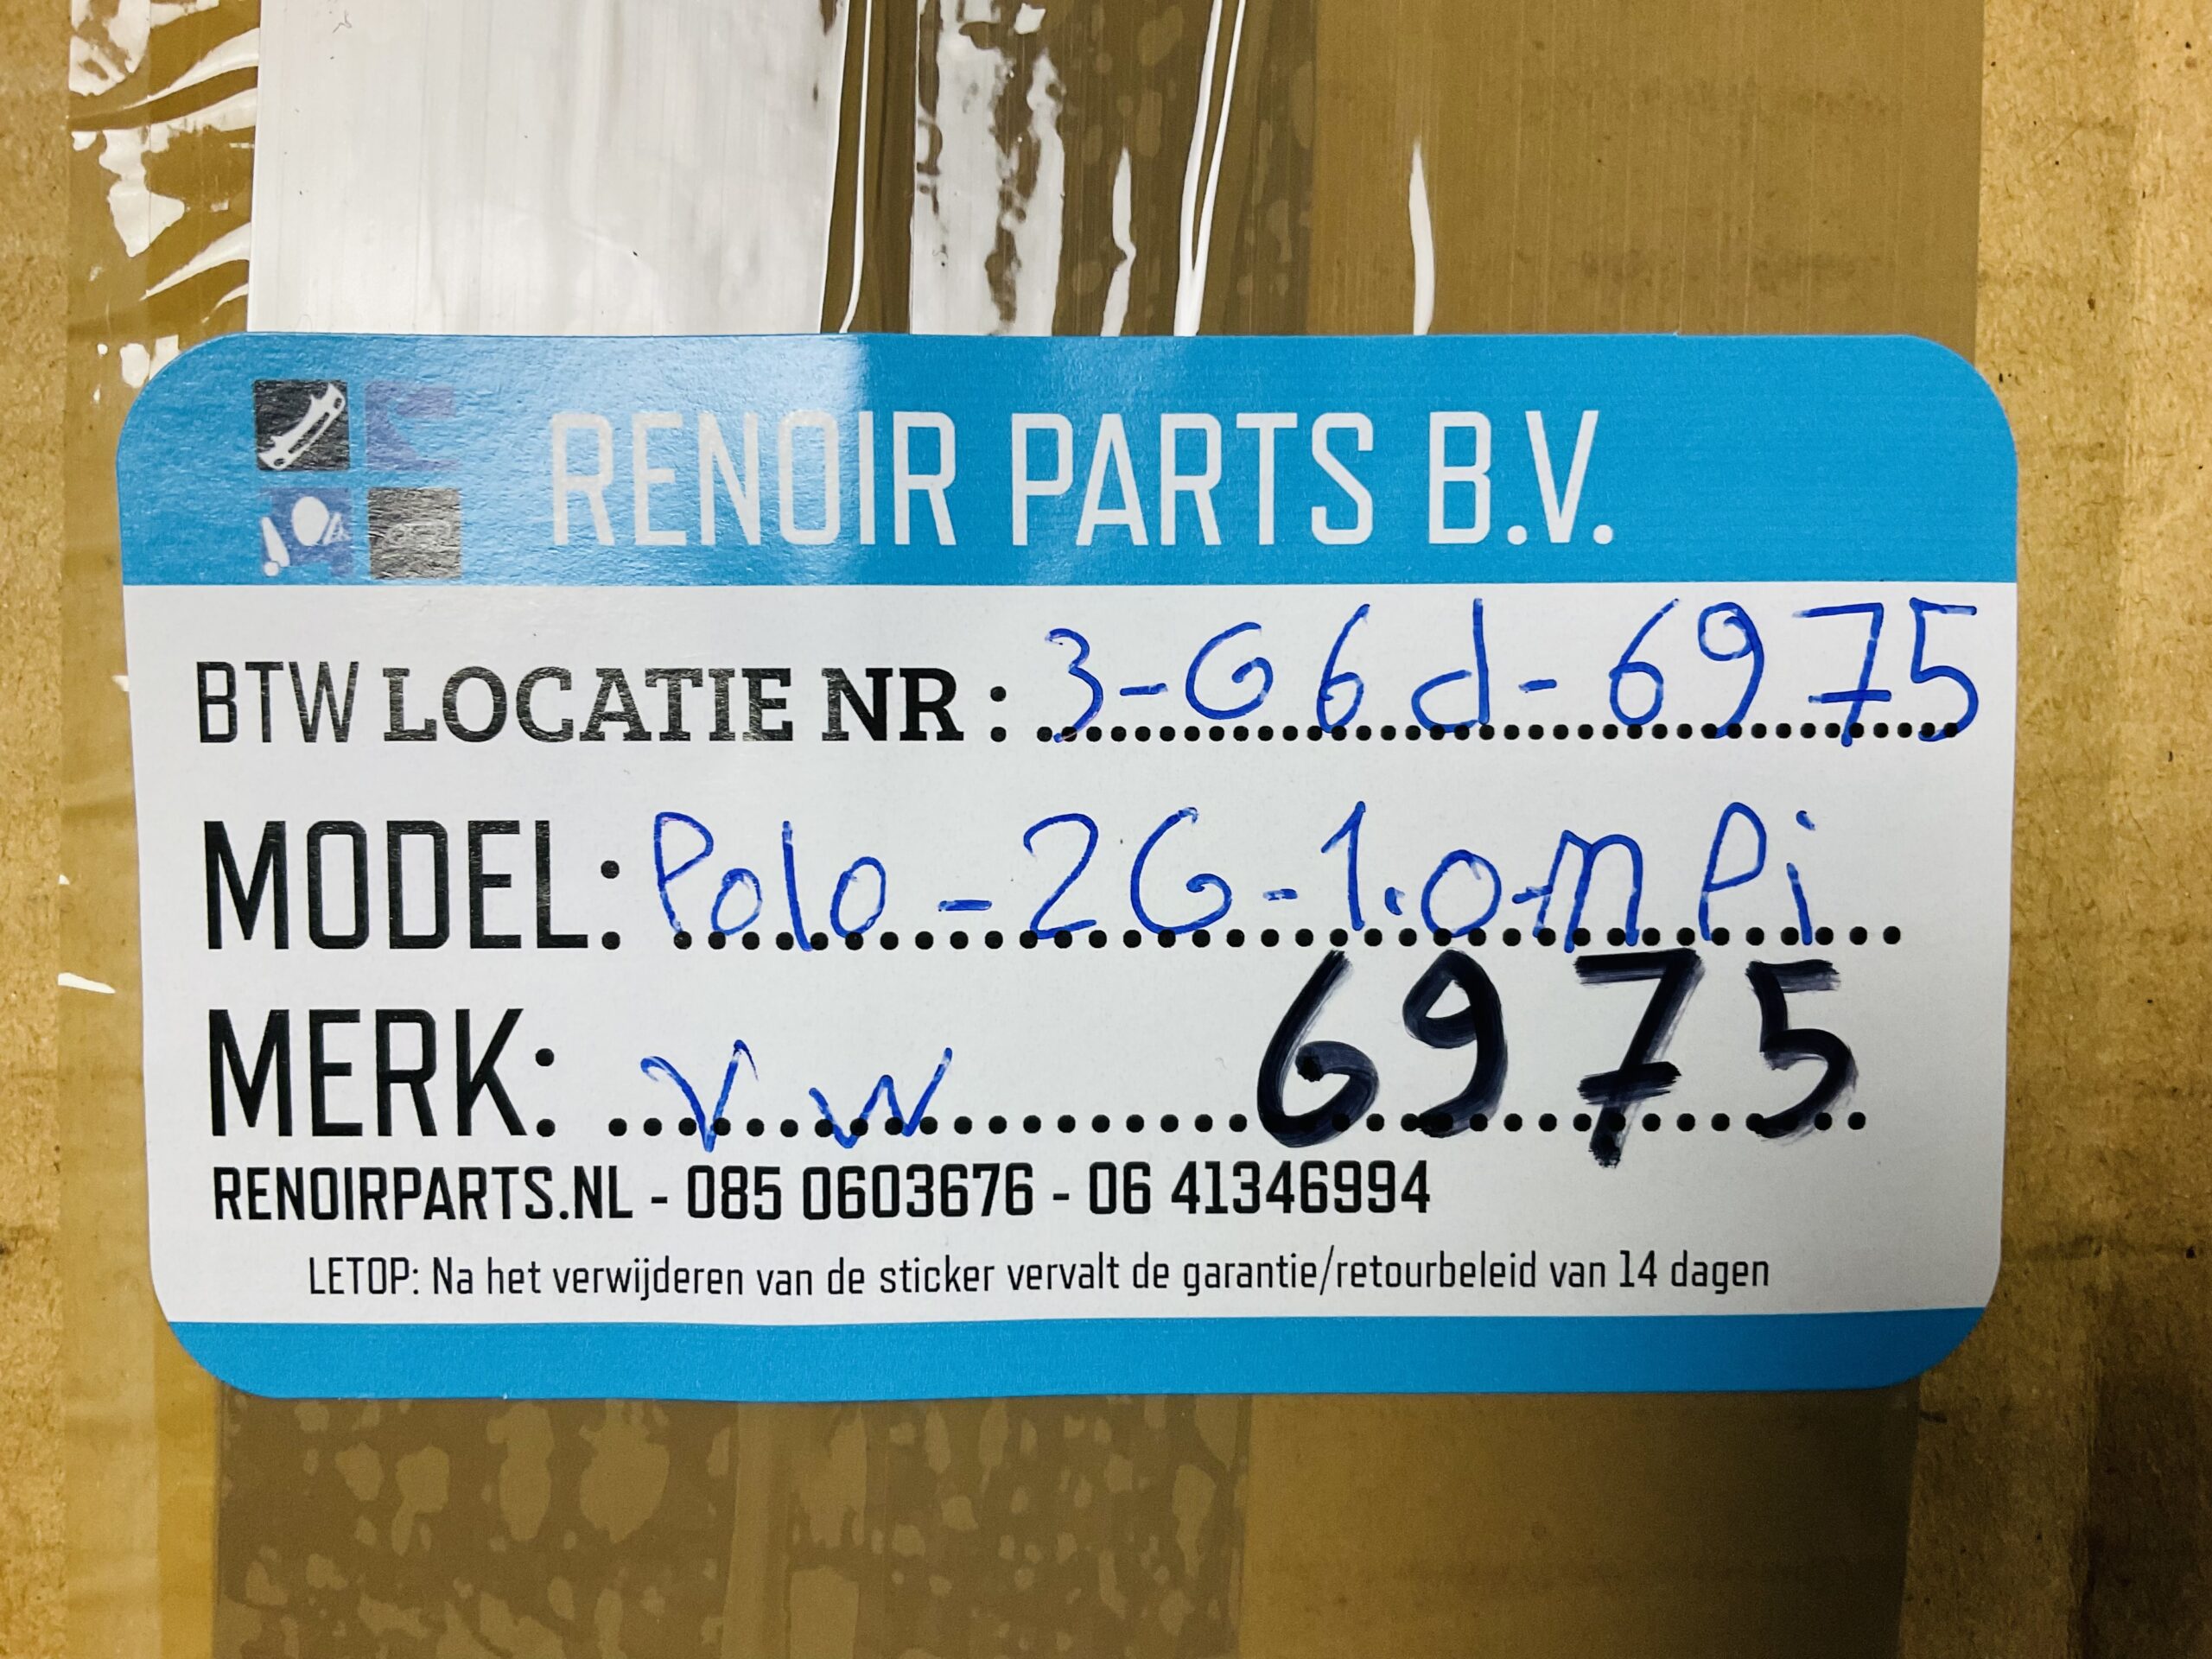 RENOIR PARTS B.V.
BTW LOCATIE NR: 3-G6d-6975
MODEL: Polo-2G-1.0-mPi
MERK: VW 6975
RENOIRPARTS.NL - 085 0603676 - 06 41346994
LETOP: Na het verwijderen van de sticker vervalt de garantie/retourbeleid van 14 dagen